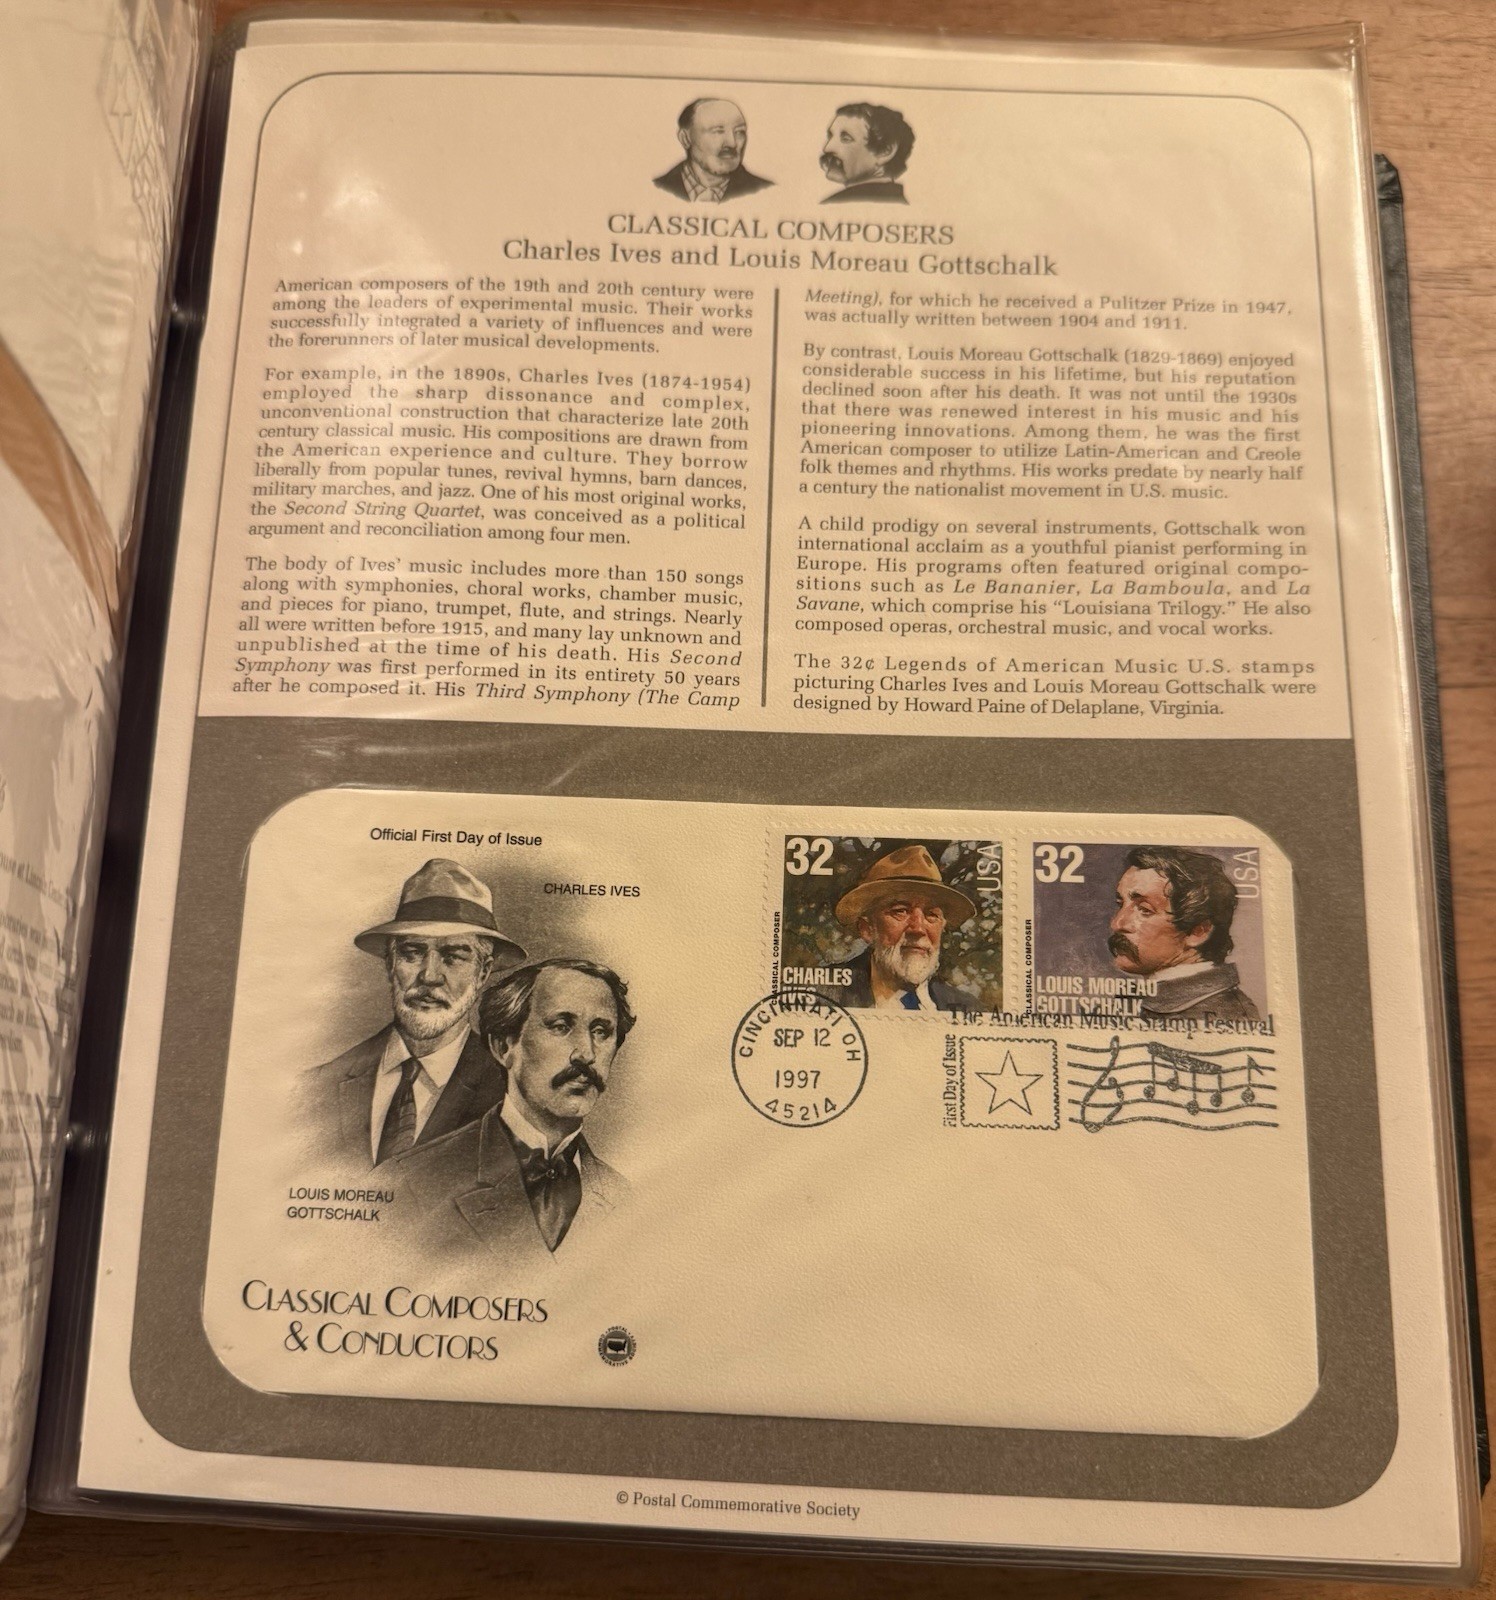 CLASSICAL COMPOSERS
Charles Ives and Louis Moreau Gottschalk
American composers of the 19th and 20th century were
among the leaders of experimental music. Their works
successfully integrated a variety of influences and were
the forerunners of later musical developments.
For example, in the 1890s, Charles Ives (1874-1954)
employed the sharp dissonance and complex,
unconventional construction that characterize late 20th
century classical music. His compositions are drawn from
the American experience and culture. They borrow
liberally from popular tunes, revival hymns, barn dances,
military marches, and jazz. One of his most original works,
the Second String Quartet, was conceived as a political
argument and reconciliation among four men.
The body of Ives' music includes more than 150 songs
along with symphonies, choral works, chamber music,
and pieces for piano, trumpet, flute, and strings. Nearly
all were written before 1915, and many lay unknown and
unpublished at the time of his death. His Second
Symphony was first performed in its entirety 50 years
after he composed it. His Third Symphony (The Camp
Meeting), for which he received a Pulitzer Prize in 1947,
was actually written between 1904 and 1911.
By contrast, Louis Moreau Gottschalk (1829-1869) enjoyed
considerable success in his lifetime, but his reputation
declined soon after his death. It was not until the 1930s
that there was renewed interest in his music and his
pioneering innovations. Among them, he was the first
American composer to utilize Latin-American and Creole
folk themes and rhythms. His works predate by nearly half
a century the nationalist movement in U.S. music.
A child prodigy on several instruments, Gottschalk won
international acclaim as a youthful pianist performing in
Europe. His programs often featured original compo-
sitions such as Le Bananier, La Bamboula, and La
Savane, which comprise his "Louisiana Trilogy." He also
composed operas, orchestral music, and vocal works.
The 32¢ Legends of American Music U.S. stamps
picturing Charles Ives and Louis Moreau Gottschalk were
designed by Howard Paine of Delaplane, Virginia.
Official First Day of Issue
CHARLES IVES
LOUIS MOREAU
GOTTSCHALK
CLASSICAL COMPOSERS
& CONDUCTORS
32
USA
CLASSICAL COMPOSER
CHARLES
IVES
32
USA
CLASSICAL COMPOSER
LOUIS MOREAU
GOTTSCHALK
CINCINNATI OH
SEP 12
1997
45214
The American Music Stamp Festival
First Day of Issue
© Postal Commemorative Society